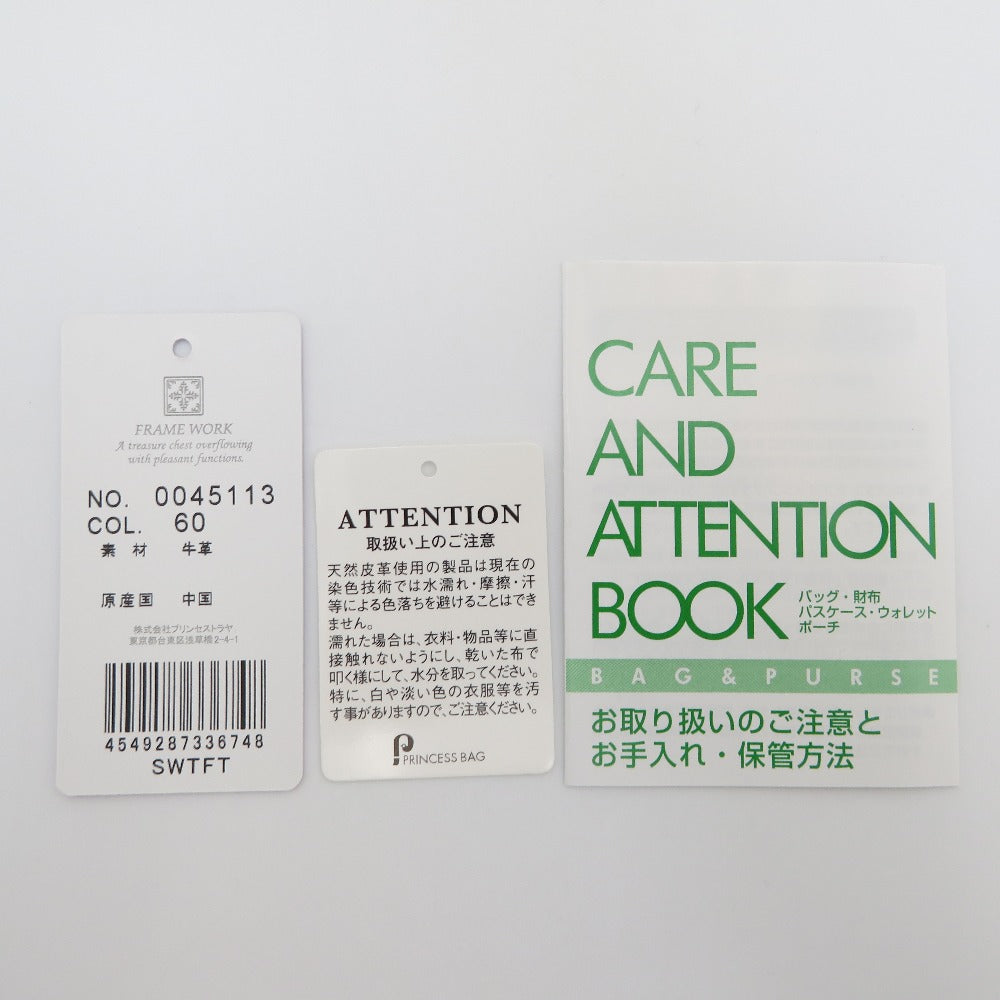 FRAME WORK
A treasure chest overflowing
with pleasant functions.
NO. 0045113
COL. 60
素 材 牛革
原産国 中国
株式会社プリンセストラヤ
東京都台東区浅草橋2-4-1
4549287336748
SWTFT
ATTENTION
取扱い上のご注意
天然皮革使用の製品は現在の
染色技術では水濡れ・摩擦・汗
等による色落ちを避けることはでき
ません。
濡れた場合は、衣料・物品等に直
接触れないようにし、乾いた布で
叩く様にして、水分を取ってください。
特に、白や淡い色の衣服等を汚
す事がありますので、ご注意ください。
PRINCESS BAG
CARE
AND
ATTENTION
BOOK
バッグ・財布
パスケース・ウォレット
ポーチ
BAG & PURSE
お取り扱いのご注意と
お手入れ・保管方法